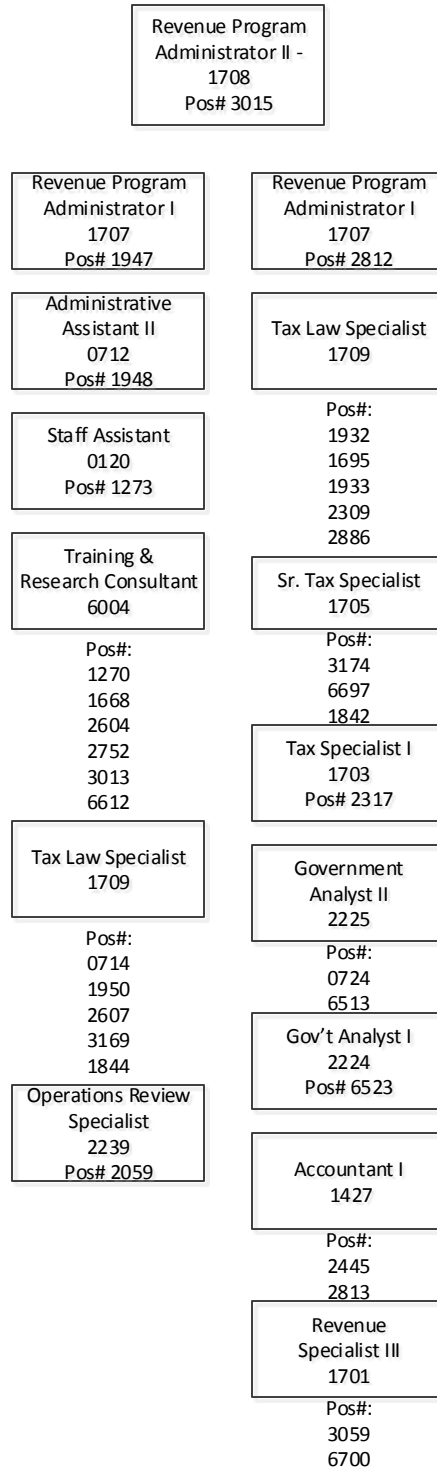 Revenue Program
Administrator II -
1708
Pos# 3015
Revenue Program
Administrator I
1707
Pos# 1947
Administrative
Assistant II
0712
Pos# 1948
Staff Assistant
0120
Pos# 1273
Training &
Research Consultant
6004
Pos#:
1270
1668
2604
2752
3013
6612
Tax Law Specialist
1709
Pos#:
0714
1950
2607
3169
1844
Operations Review
Specialist
2239
Pos# 2059
Revenue Program
Administrator I
1707
Pos# 2812
Tax Law Specialist
1709
Pos#:
1932
1695
1933
2309
2886
Sr. Tax Specialist
1705
Pos#:
3174
6697
1842
Tax Specialist I
1703
Pos# 2317
Government
Analyst II
2225
Pos#:
0724
6513
Gov’t Analyst I
2224
Pos# 6523
Accountant I
1427
Pos#:
2445
2813
Revenue
Specialist III
1701
Pos#:
3059
6700